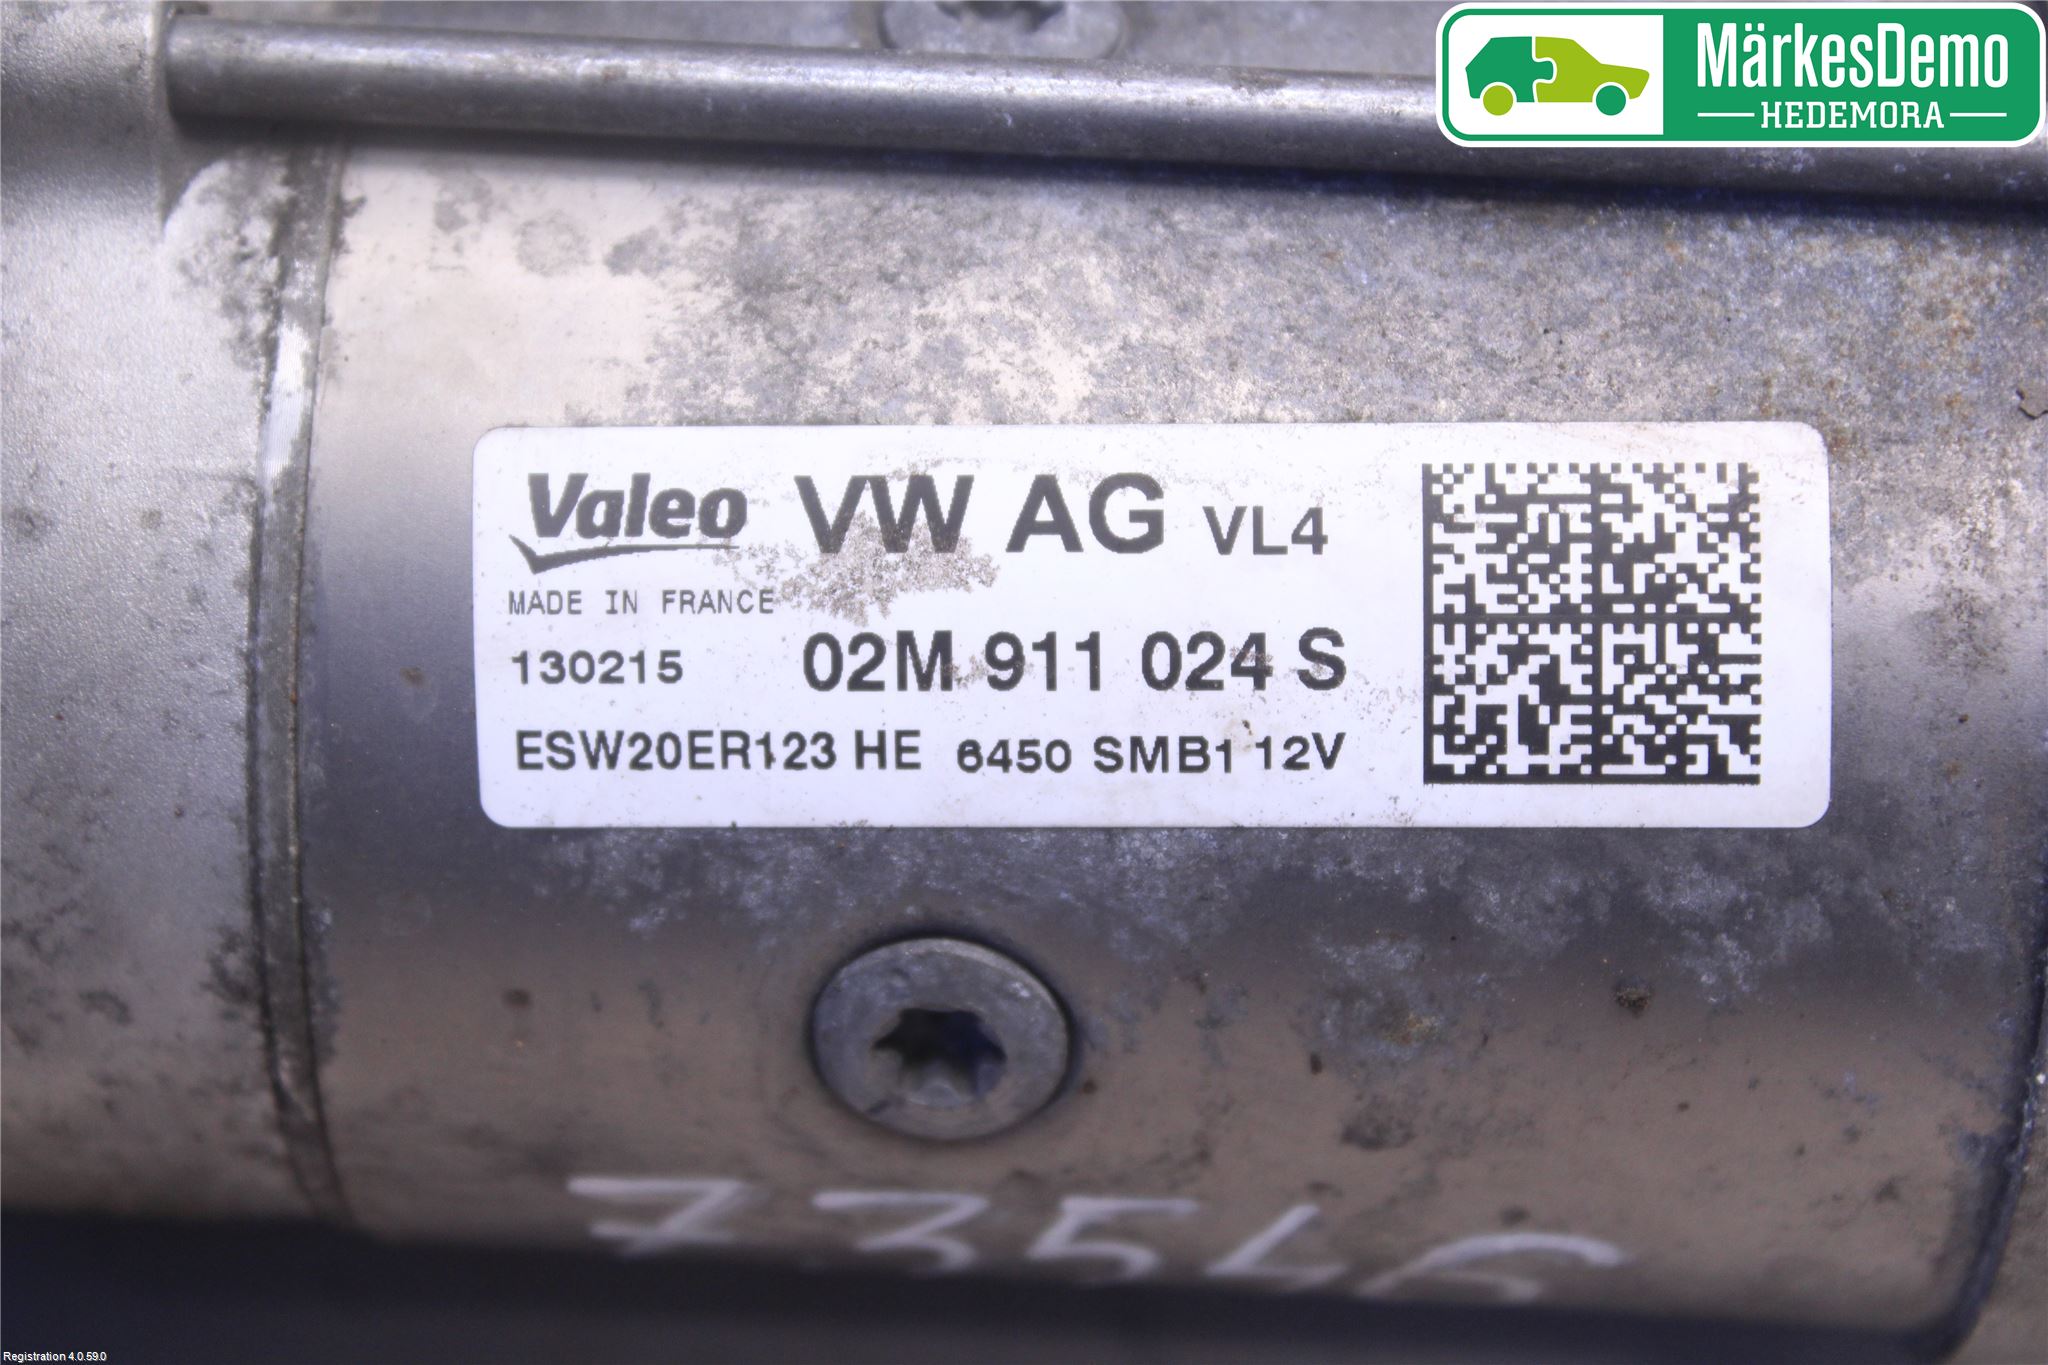 MärkesDemo
HEDEMORA
Valeo VW AG VL4
MADE IN FRANCE
130215 02M 911 024 S
ESW20ER123 HE 6450 SMB1 12V
73546
Registration 4.0.59.0